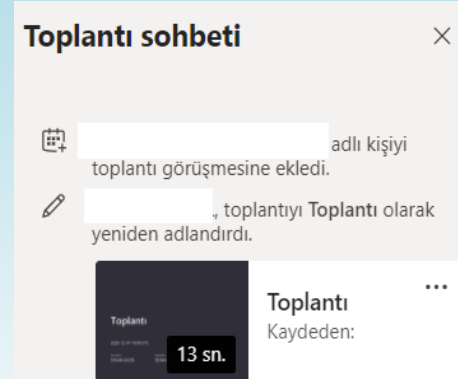 Toplantı sohbeti
adlı kişiyi
toplantı görüşmesine ekledi.
., toplantıyı Toplantı olarak
yeniden adlandırdı.
Toplantı
13 sn.
Toplantı
Kaydeden: